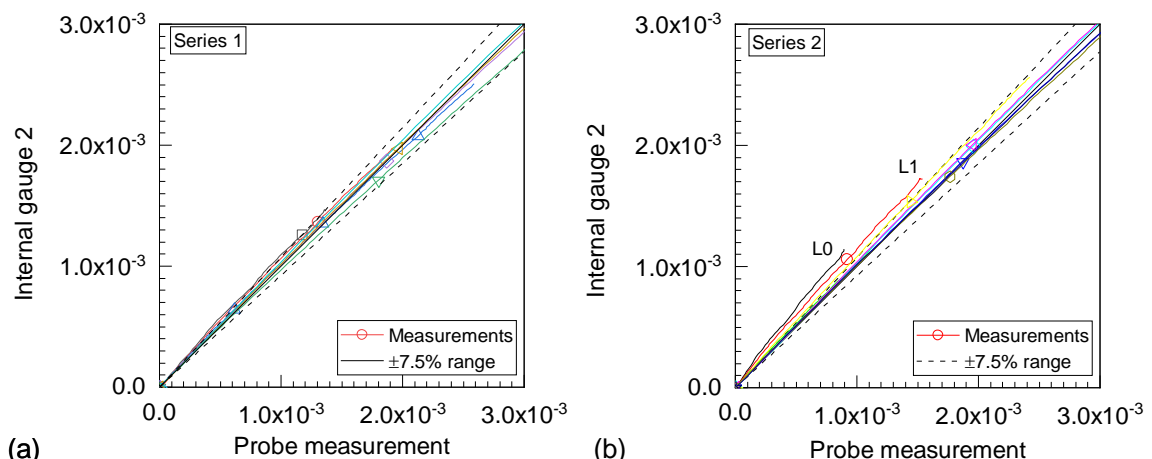 3.0x10-3
Series 1
2.0x10-3
Internal gauge 2
1.0x10-3
Measurements
±7.5% range
0.0
0.0
1.0x10-3
2.0x10-3
3.0x10-3
Probe measurement
(a)
3.0x10-3
Series 2
2.0x10-3
Internal gauge 2
L1
L0
1.0x10-3
Measurements
±7.5% range
0.0
0.0
1.0x10-3
2.0x10-3
3.0x10-3
Probe measurement
(b)